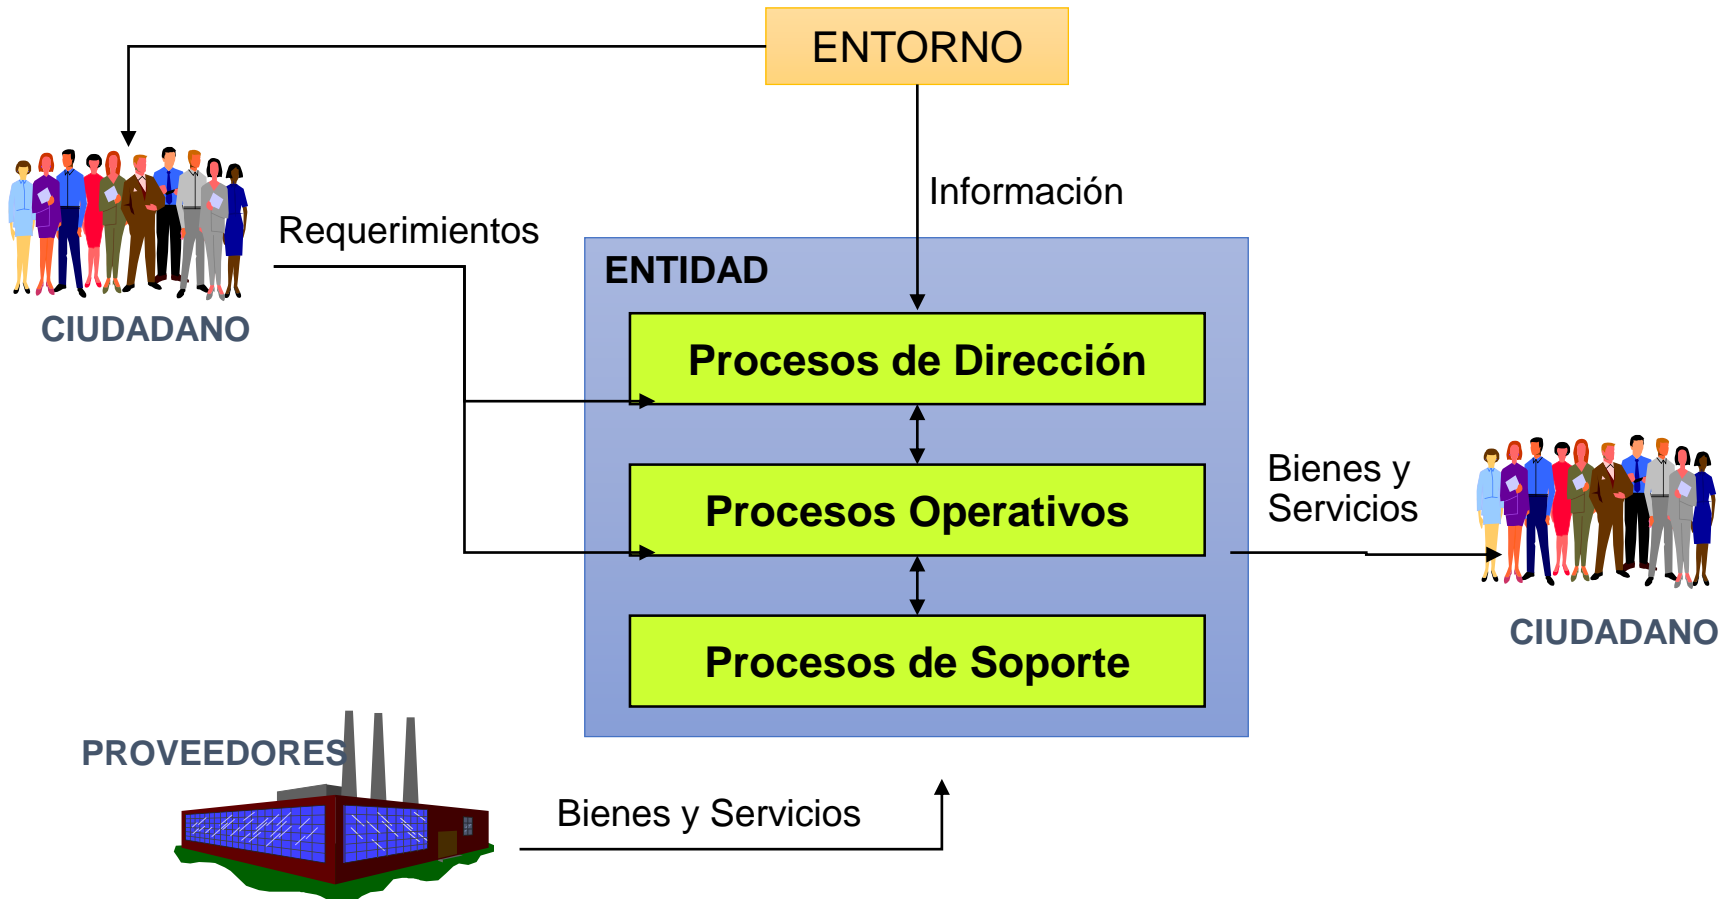 ENTORNO
Información
Requerimientos
ENTIDAD
CIUDADANO
Procesos de Dirección
Procesos Operativos
Bienes y
Servicios
Procesos de Soporte
CIUDADANO
PROVEEDORES
Bienes y Servicios